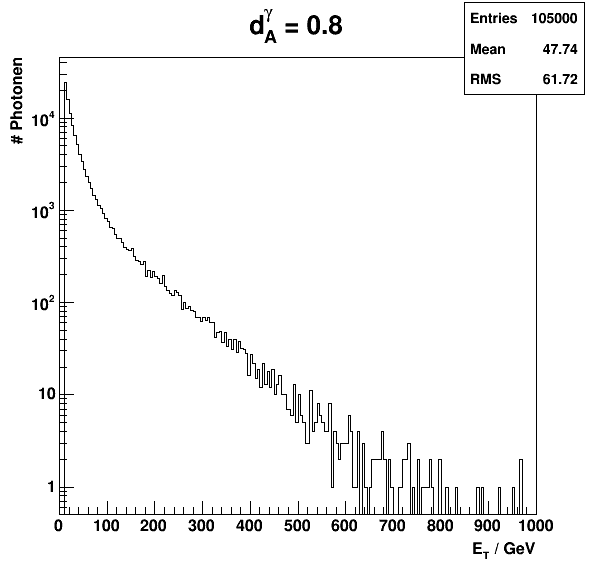 d_A^γ = 0.8
Entries 105000
Mean 47.74
RMS 61.72
# Photonen
10^4
10^3
10^2
10
1
0 100 200 300 400 500 600 700 800 900 1000
E_T / GeV